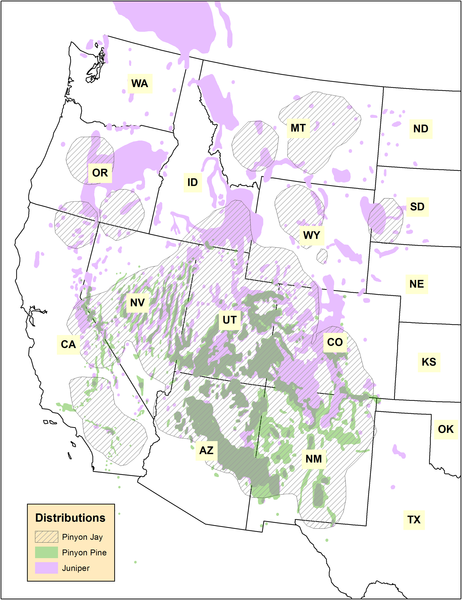 WA
MT
ND
OR
ID
SD
WY
NE
NV
UT
CA
CO
KS
OK
AZ
NM
TX
Distributions
Pinyon Jay
Pinyon Pine
Juniper